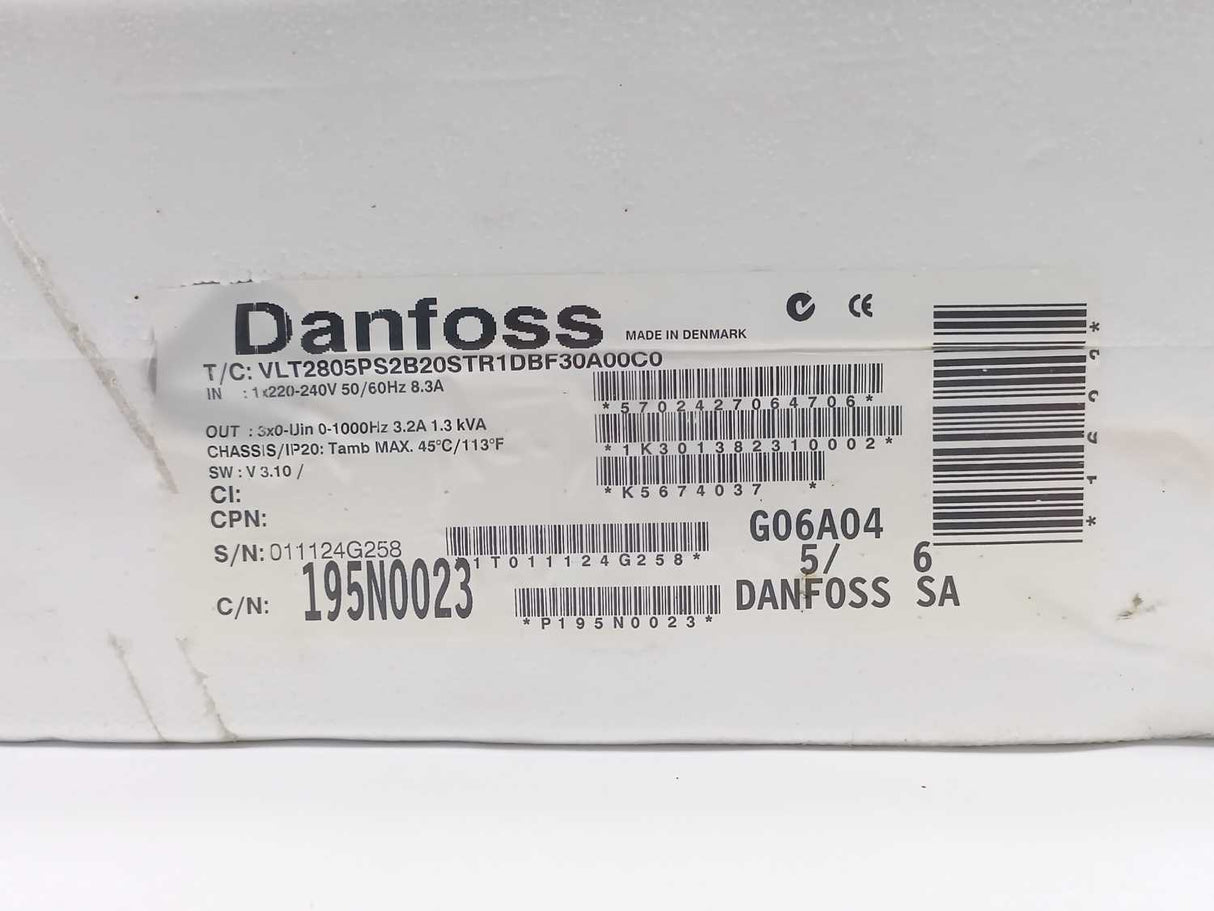 Danfoss
MADE IN DENMARK
CE
T/C: VLT2805PS2B20STR1DBF30A00C0
IN : 1x220-240V 50/60Hz 8.3A
*5702427064706*
OUT : 3x0-Uin 0-1000Hz 3.2A 1.3 kVA
CHASSIS/IP20: Tamb MAX. 45°C/113°F
*1K301382310002*
SW : V 3.10 /
*K5674037 *
CI:
CPN:
G06A04
S/N: 011124G258
*1T011124G258*
5/ 6
C/N: 195N0023
*P195N0023*
DANFOSS SA